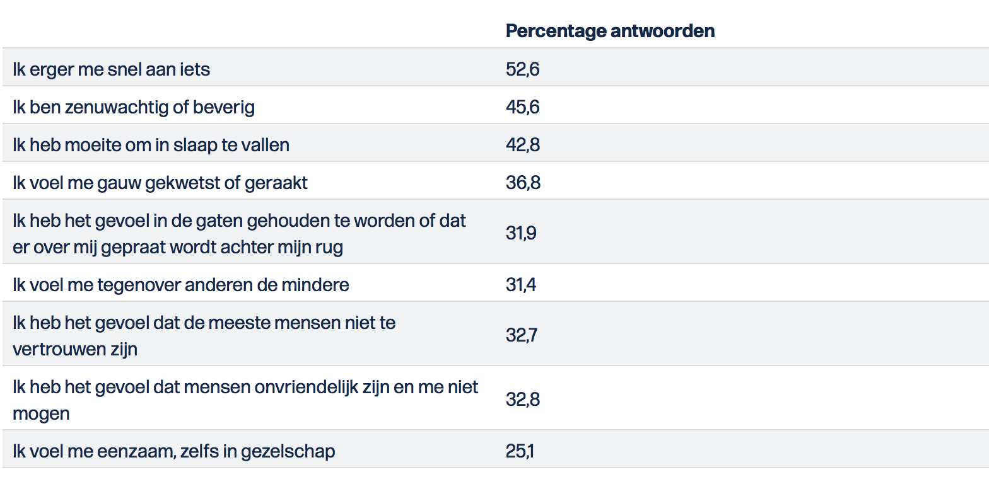 Percentage antwoorden
Ik erger me snel aan iets 52,6
Ik ben zenuwachtig of beverig 45,6
Ik heb moeite om in slaap te vallen 42,8
Ik voel me gauw gekwetst of geraakt 36,8
Ik heb het gevoel in de gaten gehouden te worden of dat
er over mij gepraat wordt achter mijn rug
31,9
Ik voel me tegenover anderen de mindere 31,4
Ik heb het gevoel dat de meeste mensen niet te
vertrouwen zijn
32,7
Ik heb het gevoel dat mensen onvriendelijk zijn en me niet
mogen
32,8
Ik voel me eenzaam, zelfs in gezelschap 25,1